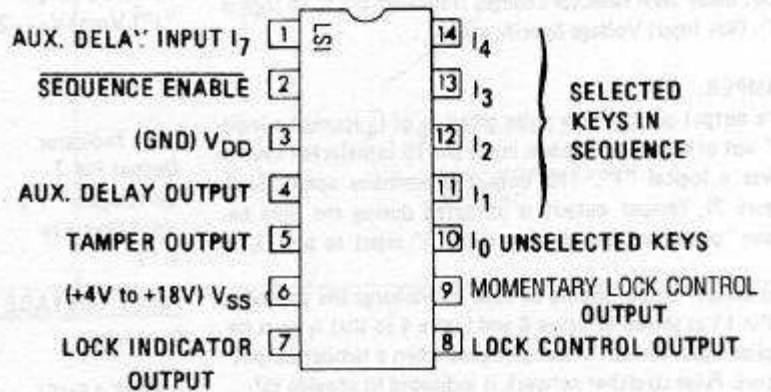 AUX. DELAY INPUT I7
1
LSI
14
I4
SEQUENCE ENABLE
2
13
I3
SELECTED
KEYS IN
SEQUENCE
(GND) VDD
3
12
I2
AUX. DELAY OUTPUT
4
11
I1
TAMPER OUTPUT
5
10
I0 UNSELECTED KEYS
(+4V to +18V) VSS
6
9
MOMENTARY LOCK CONTROL
OUTPUT
LOCK INDICATOR
OUTPUT
7
8
LOCK CONTROL OUTPUT